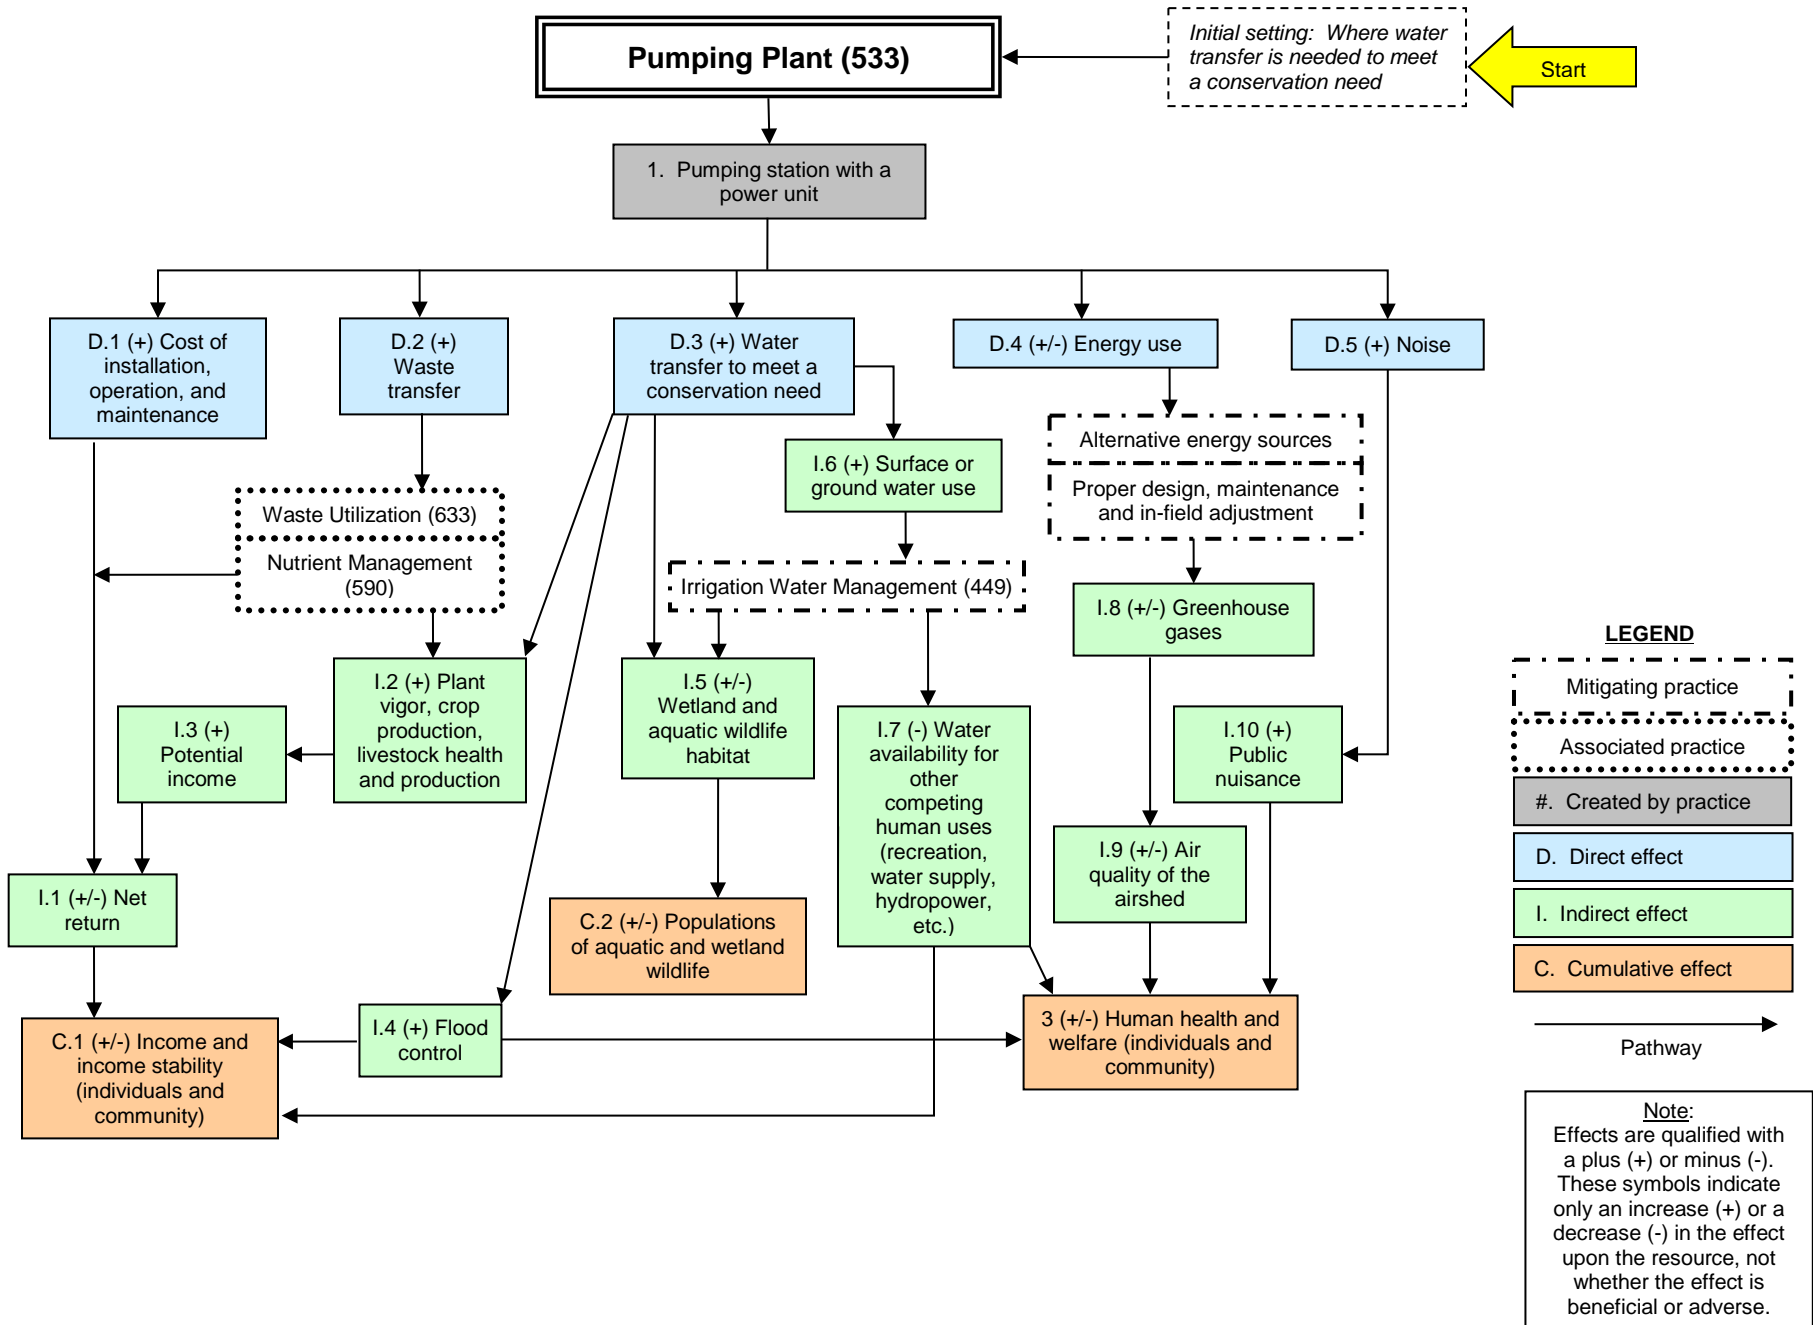 Pumping Plant (533)
Initial setting:  Where water
transfer is needed to meet
a conservation need
Start
1.  Pumping station with a
power unit
D.1 (+) Cost of
installation,
operation, and
maintenance
D.2 (+)
Waste
transfer
D.3 (+) Water
transfer to meet a
conservation need
D.4 (+/-) Energy use
D.5 (+) Noise
Alternative energy sources
Proper design, maintenance
and in-field adjustment
I.6 (+) Surface or
ground water use
Waste Utilization (633)
Nutrient Management
(590)
Irrigation Water Management (449)
I.8 (+/-) Greenhouse
gases
I.2 (+) Plant
vigor, crop
production,
livestock health
and production
I.5 (+/-)
Wetland and
aquatic wildlife
habitat
I.3 (+)
Potential
income
I.7 (-) Water
availability for
other
competing
human uses
(recreation,
water supply,
hydropower,
etc.)
I.10 (+)
Public
nuisance
I.9 (+/-) Air
quality of the
airshed
I.1 (+/-) Net
return
C.2 (+/-) Populations
of aquatic and wetland
wildlife
I.4 (+) Flood
control
C.1 (+/-) Income and
income stability
(individuals and
community)
3 (+/-) Human health and
welfare (individuals and
community)
LEGEND
Mitigating practice
Associated practice
#.  Created by practice
D.  Direct effect
I.  Indirect effect
C.  Cumulative effect
Pathway
Note:
Effects are qualified with
a plus (+) or minus (-).
These symbols indicate
only an increase (+) or a
decrease (-) in the effect
upon the resource, not
whether the effect is
beneficial or adverse.